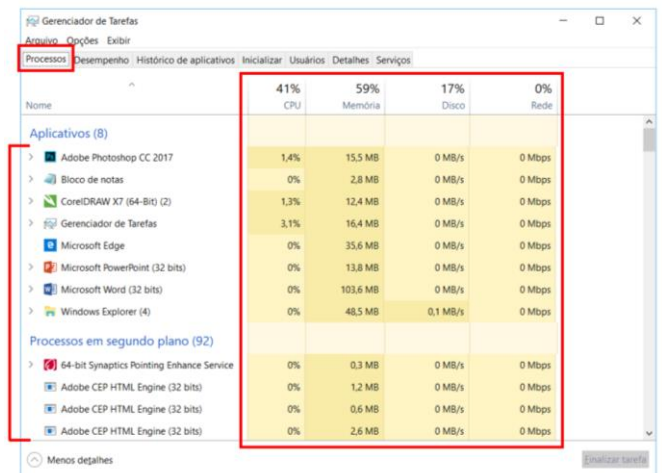 Gerenciador de Tarefas
Arquivo Opções Exibir
Processos Desempenho Histórico de aplicativos Inicializar Usuários Detalhes Serviços
41% 59% 17% 0%
Nome CPU Memória Disco Rede
Aplicativos (8)
Adobe Photoshop CC 2017 1,4% 15,5 MB 0 MB/s 0 Mbps
Bloco de notas 0% 2,8 MB 0 MB/s 0 Mbps
CorelDRAW X7 (64-Bit) (2) 1,3% 12,4 MB 0 MB/s 0 Mbps
Gerenciador de Tarefas 3,1% 16,4 MB 0 MB/s 0 Mbps
Microsoft Edge 0% 35,6 MB 0 MB/s 0 Mbps
Microsoft PowerPoint (32 bits) 0% 13,8 MB 0 MB/s 0 Mbps
Microsoft Word (32 bits) 0% 103,6 MB 0 MB/s 0 Mbps
Windows Explorer (4) 0% 48,5 MB 0,1 MB/s 0 Mbps
Processos em segundo plano (92)
64-bit Synaptics Pointing Enhance Service 0% 0,3 MB 0 MB/s 0 Mbps
Adobe CEP HTML Engine (32 bits) 0% 1,2 MB 0 MB/s 0 Mbps
Adobe CEP HTML Engine (32 bits) 0% 0,6 MB 0 MB/s 0 Mbps
Adobe CEP HTML Engine (32 bits) 0% 2,6 MB 0 MB/s 0 Mbps
Menos detalhes Finalizar tarefa